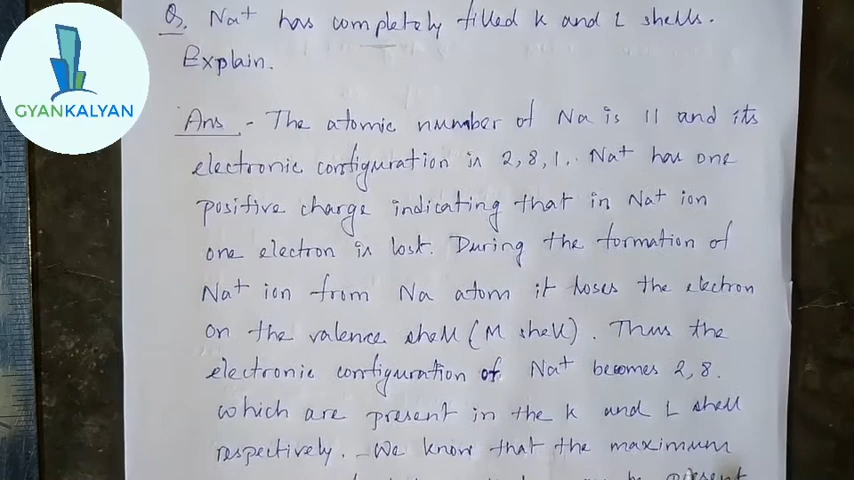 GYANKALYAN
Q. Na+ has completely filled K and L shells.
Explain.
Ans - The atomic number of Na is 11 and its
electronic configuration is 2, 8, 1. Na+ has one
positive charge indicating that in Na+ ion
one electron is lost. During the formation of
Na+ ion from Na atom it loses the electron
on the valence shell (M shell). Thus the
electronic configuration of Na+ becomes 2, 8.
which are present in the K and L shell
respectively. - We know that the maximum
be present